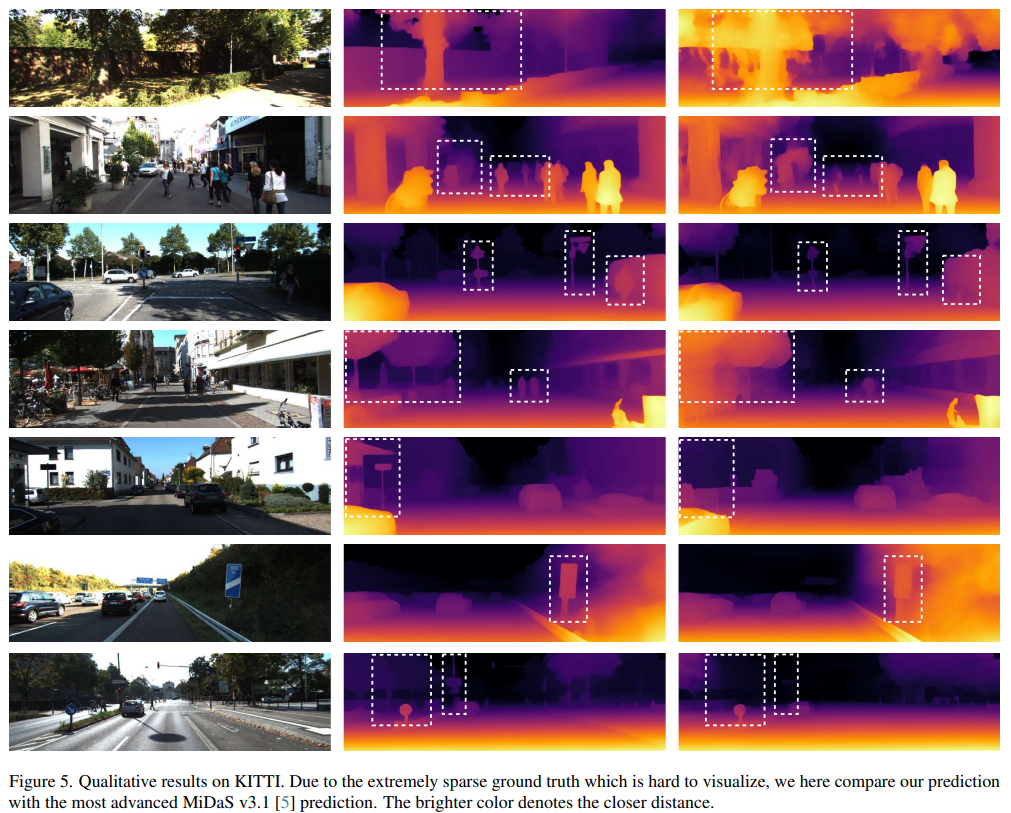 Figure 5. Qualitative results on KITTI. Due to the extremely sparse ground truth which is hard to visualize, we here compare our prediction
with the most advanced MiDaS v3.1 [5] prediction. The brighter color denotes the closer distance.